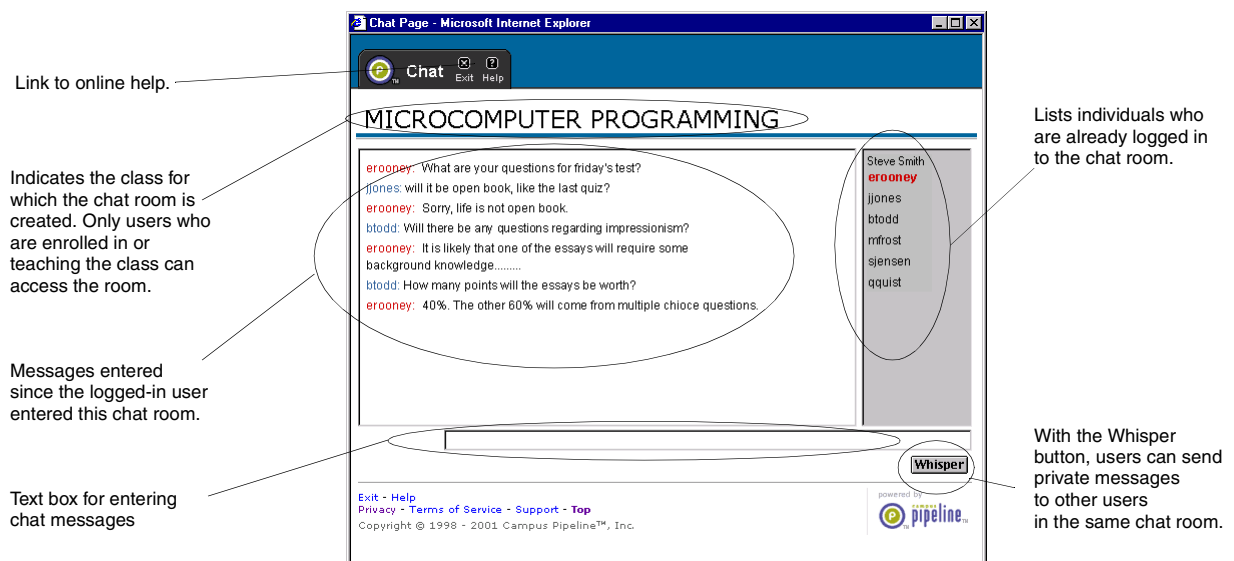 Chat Page - Microsoft Internet Explorer
P TM Chat Exit Help
Link to online help.
MICROCOMPUTER PROGRAMMING
Indicates the class for
which the chat room is
created. Only users who
are enrolled in or
teaching the class can
access the room.
erooney: What are your questions for friday's test?
jjones: will it be open book, like the last quiz?
erooney: Sorry, life is not open book.
btodd: Will there be any questions regarding impressionism?
erooney: It is likely that one of the essays will require some
background knowledge.........
btodd: How many points will the essays be worth?
erooney: 40%. The other 60% will come from multiple chioce questions.
Steve Smith
erooney
jjones
btodd
mfrost
sjensen
qquist
Lists individuals who
are already logged in
to the chat room.
Messages entered
since the logged-in user
entered this chat room.
Text box for entering
chat messages
Whisper
With the Whisper
button, users can send
private messages
to other users
in the same chat room.
Exit - Help
Privacy - Terms of Service - Support - Top
Copyright © 1998 - 2001 Campus Pipeline™, Inc.
powered by
P TM campus pipeline TM